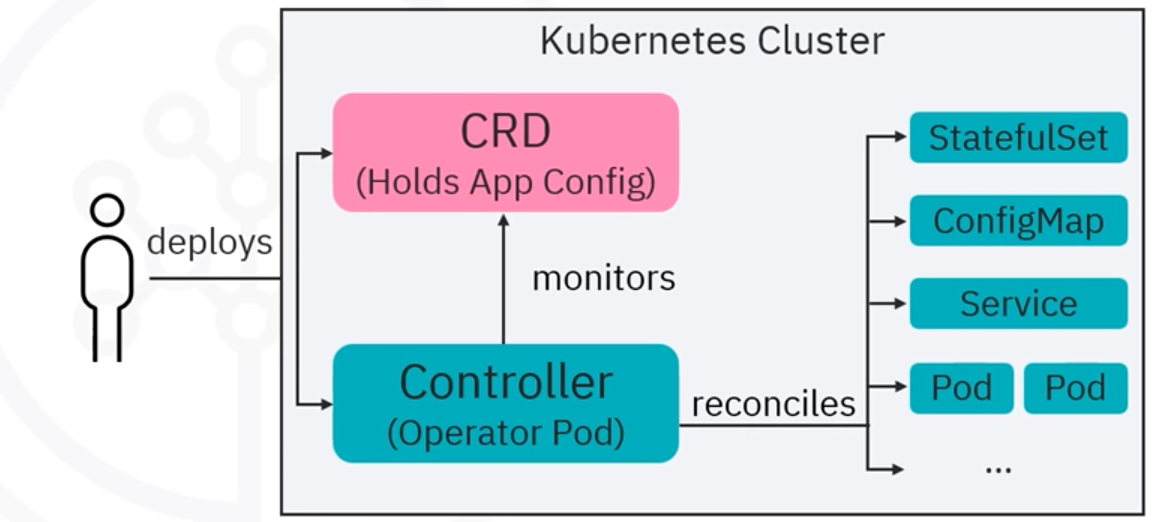 Kubernetes Cluster
CRD
(Holds App Config)
deploys
monitors
Controller
(Operator Pod)
reconciles
StatefulSet
ConfigMap
Service
Pod Pod
...